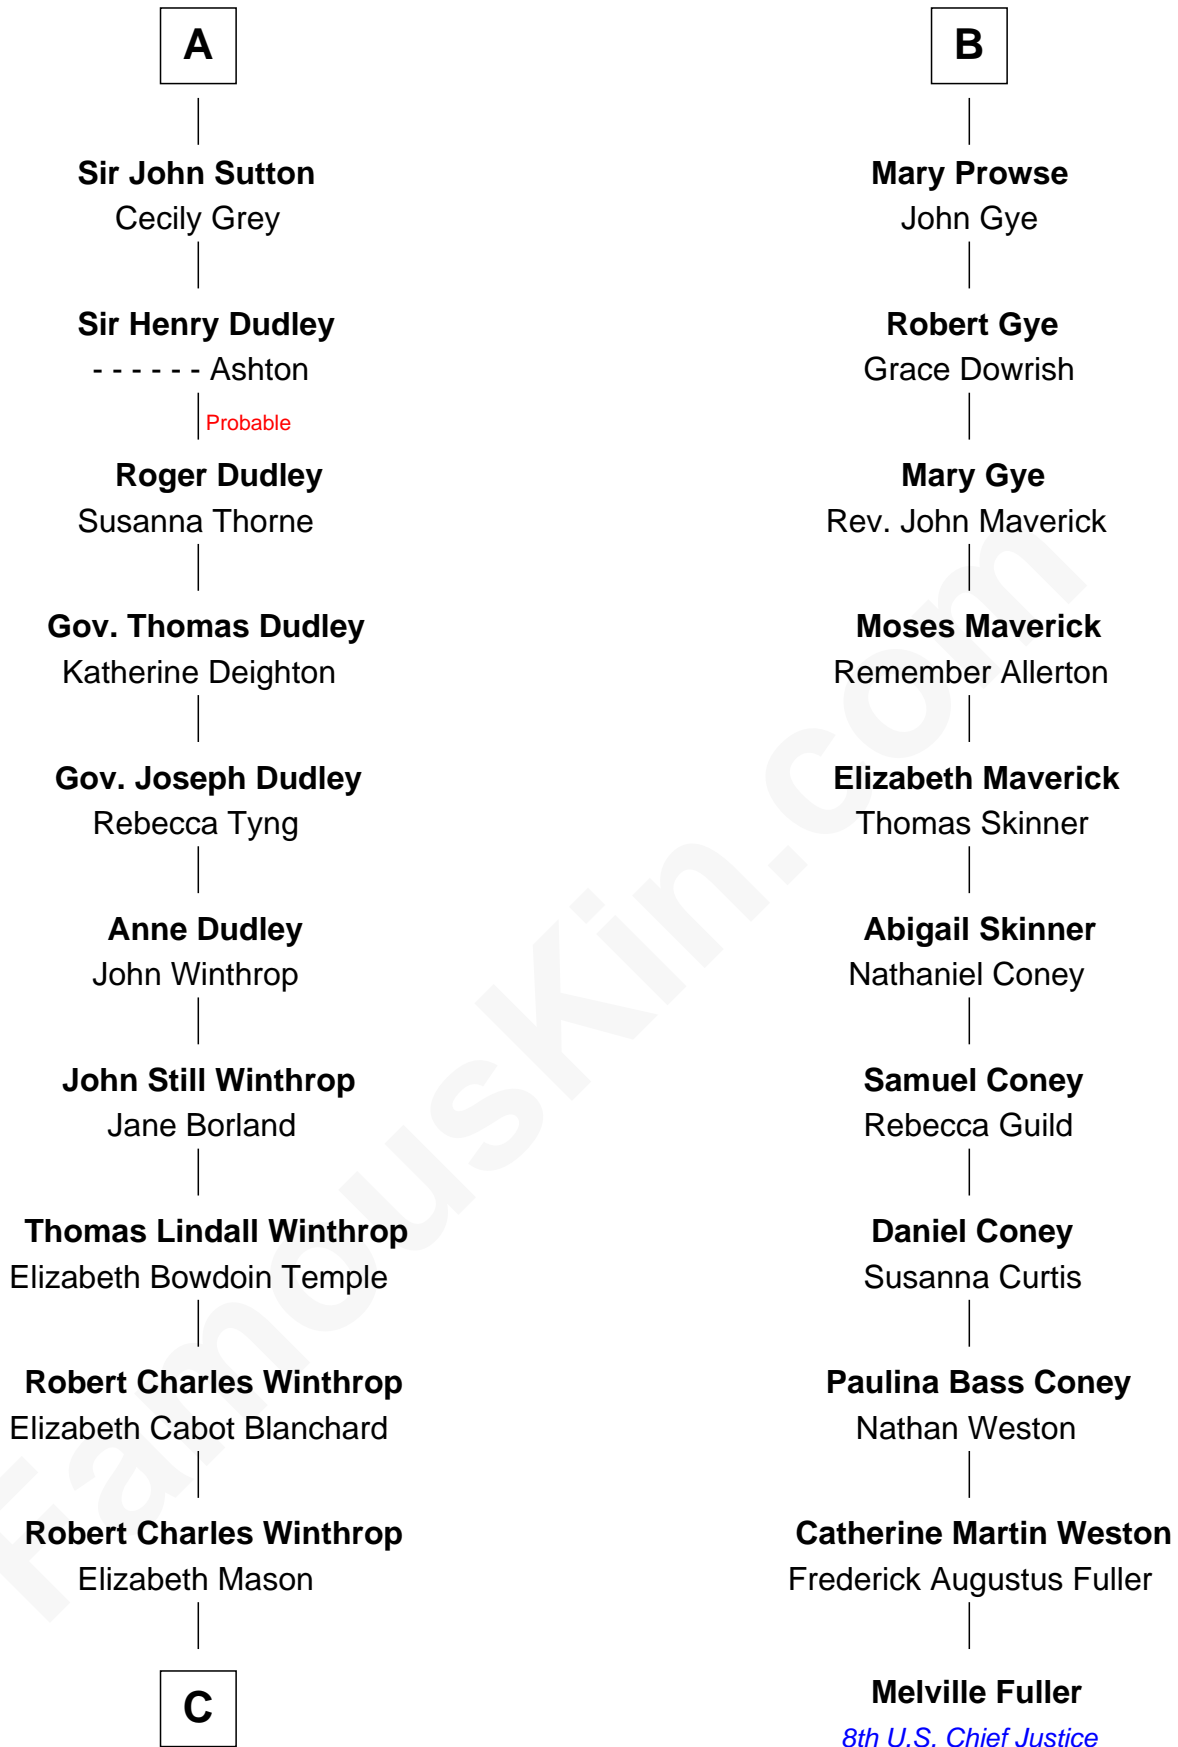 A
Sir John Sutton
Cecily Grey
Sir Henry Dudley
- - - - - - Ashton
Probable
Roger Dudley
Susanna Thorne
Gov. Thomas Dudley
Katherine Deighton
Gov. Joseph Dudley
Rebecca Tyng
Anne Dudley
John Winthrop
John Still Winthrop
Jane Borland
Thomas Lindall Winthrop
Elizabeth Bowdoin Temple
Robert Charles Winthrop
Elizabeth Cabot Blanchard
Robert Charles Winthrop
Elizabeth Mason
C
B
Mary Prowse
John Gye
Robert Gye
Grace Dowrish
Mary Gye
Rev. John Maverick
Moses Maverick
Remember Allerton
Elizabeth Maverick
Thomas Skinner
Abigail Skinner
Nathaniel Coney
Samuel Coney
Rebecca Guild
Daniel Coney
Susanna Curtis
Paulina Bass Coney
Nathan Weston
Catherine Martin Weston
Frederick Augustus Fuller
Melville Fuller
8th U.S. Chief Justice
FamousKin.com